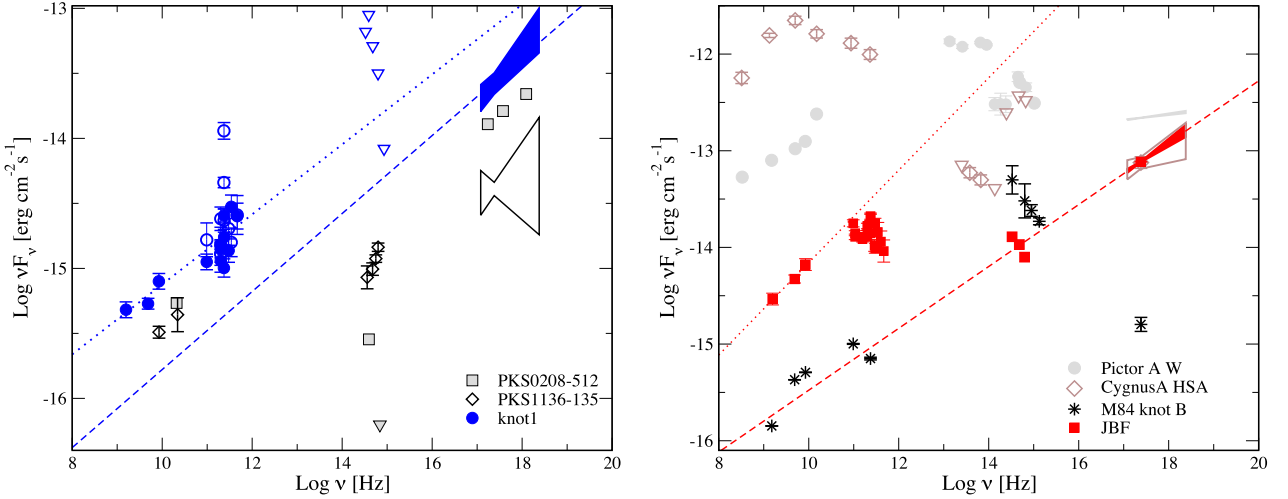 -13
-14
-15
-16
Log νFν [erg cm-2 s-1]
PKS0208-512
PKS1136-135
knot1
8 10 12 14 16 18 20
Log ν [Hz]
-12
-13
-14
-15
-16
Log νFν [erg cm-2 s-1]
Pictor A W
CygnusA HSA
M84 knot B
JBF
8 10 12 14 16 18 20
Log ν [Hz]